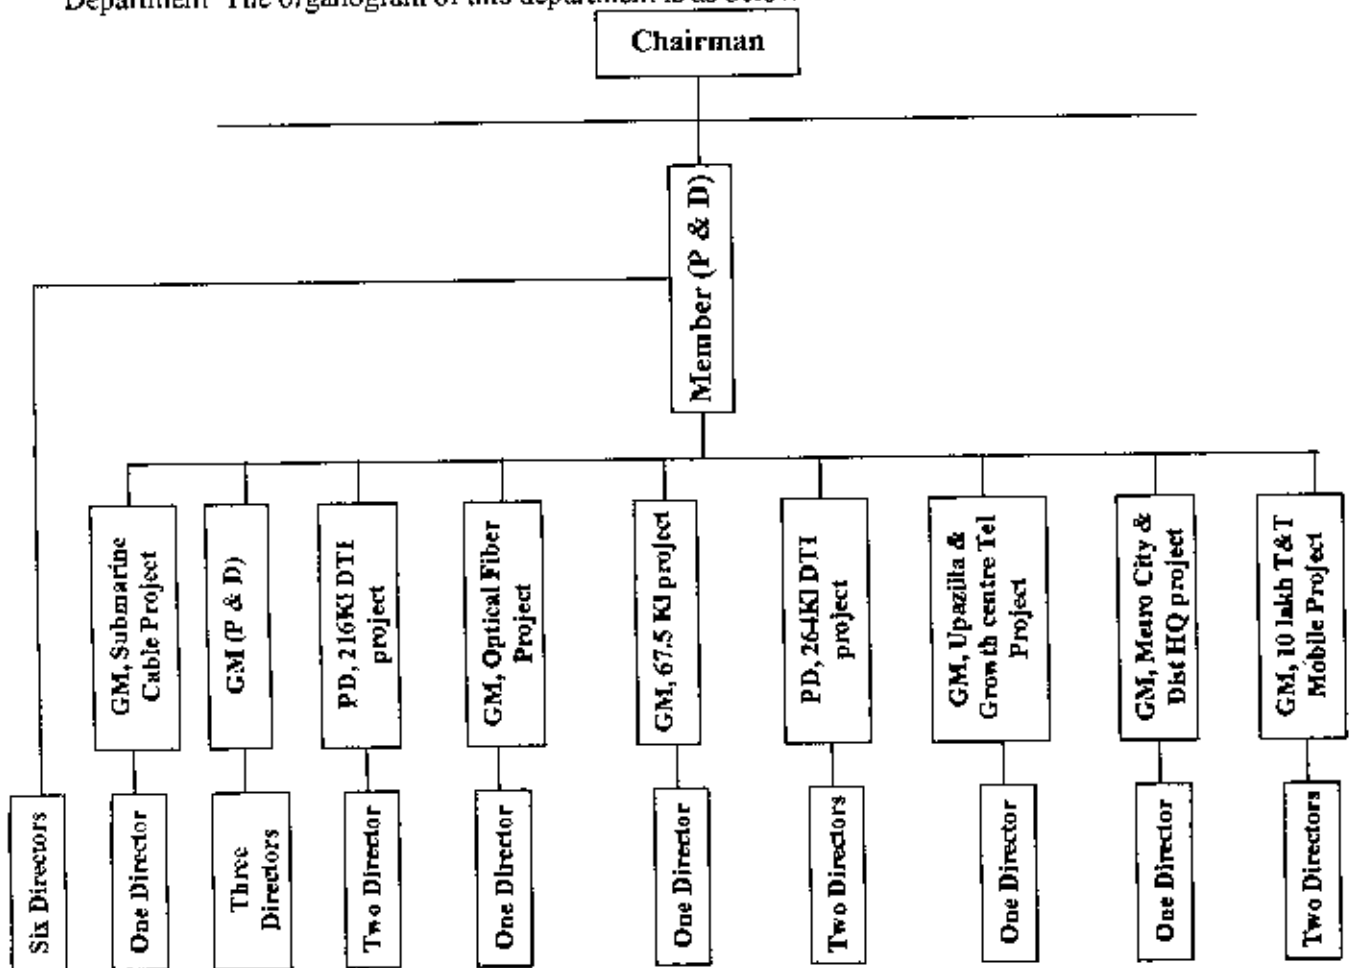 Department The organogram of this department is as below
Chairman
Member (P & D)
GM, Submarine
Cable Project
GM (P & D)
PD, 216Kl DTI
project
GM, Optical Fiber
Project
GM, 67.5 Kl project
PD, 264Kl DTI
project
GM, Upazilla &
Growth centre Tel
Project
GM, Metro City &
Dist HQ project
GM, 10 lakh T&T
Mobile Project
Six Directors
One Director
Three
Directors
Two Director
One Director
One Director
Two Directors
One Director
One Director
Two Directors